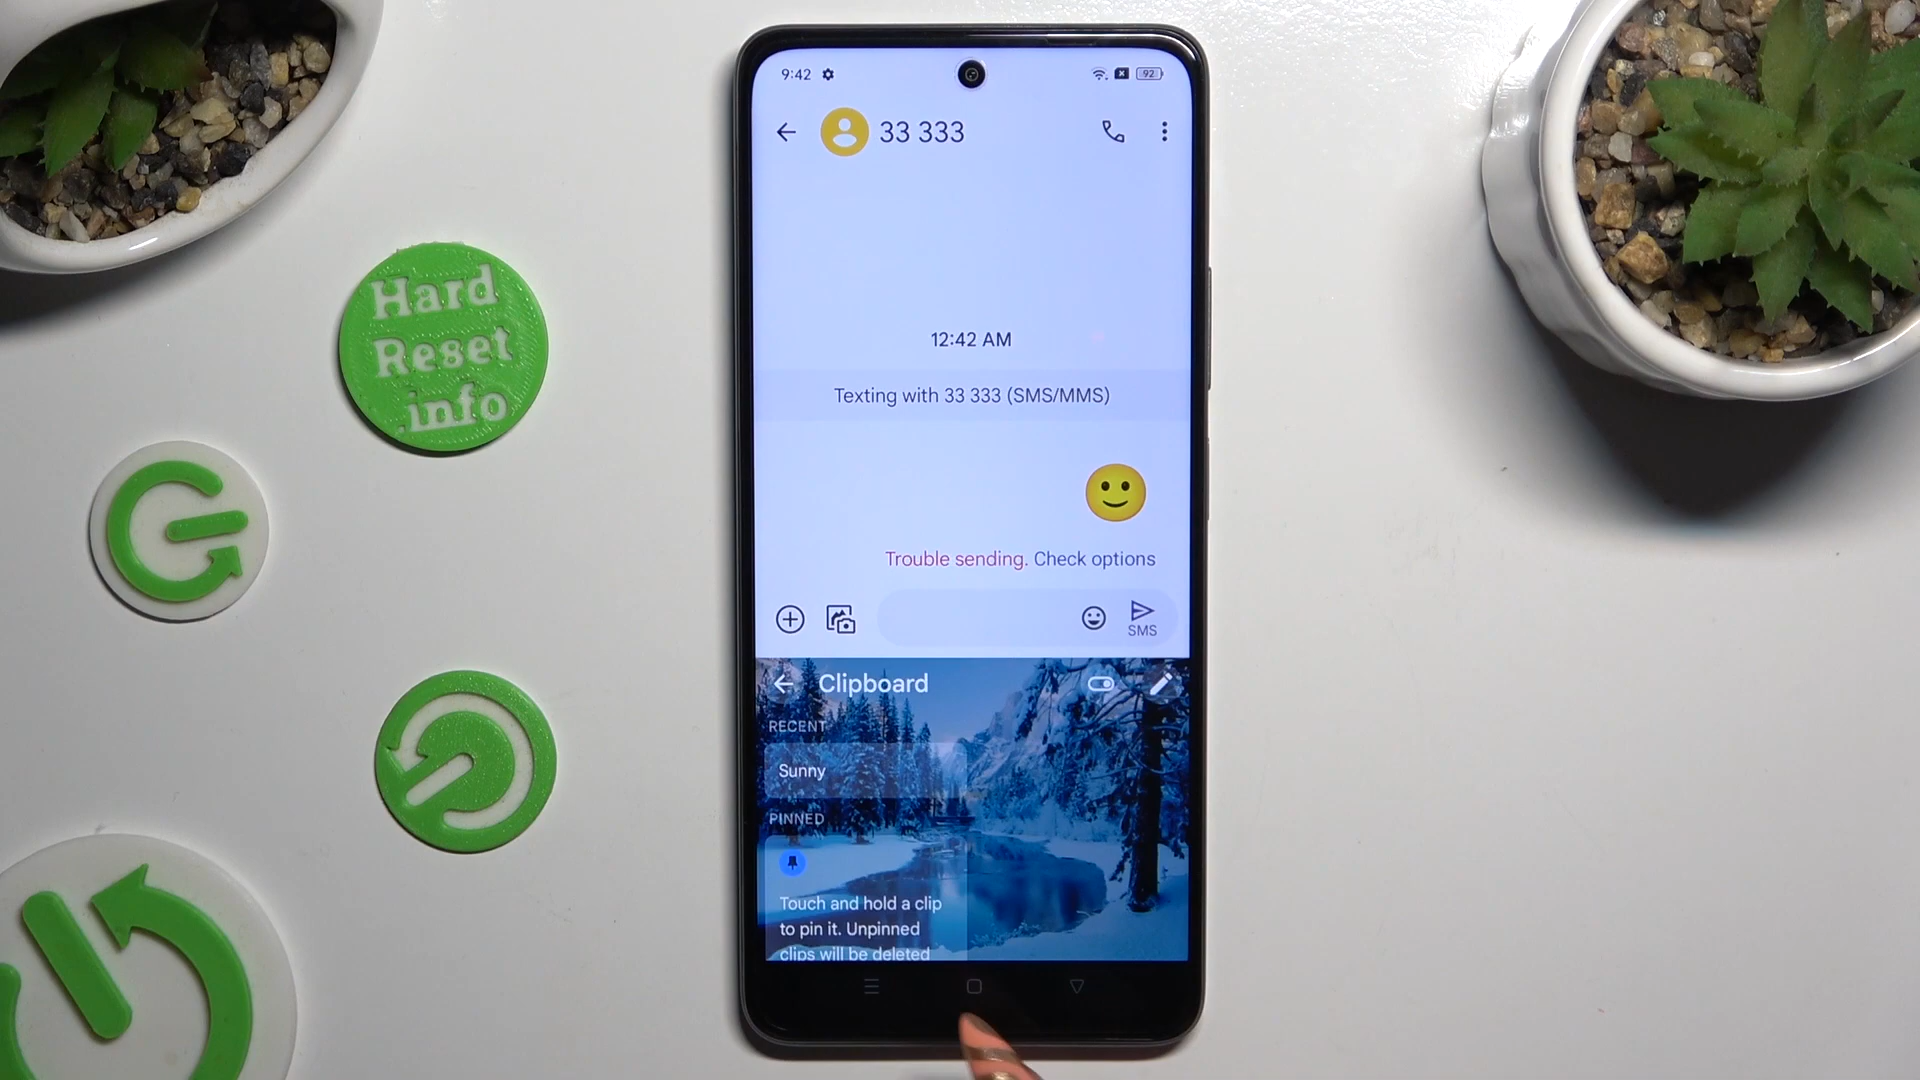 Hard
Reset
.info
9:42
92
33 333
12:42 AM
Texting with 33 333 (SMS/MMS)
Trouble sending. Check options
SMS
Clipboard
RECENT
Sunny
PINNED
Touch and hold a clip
to pin it. Unpinned
clips will be deleted